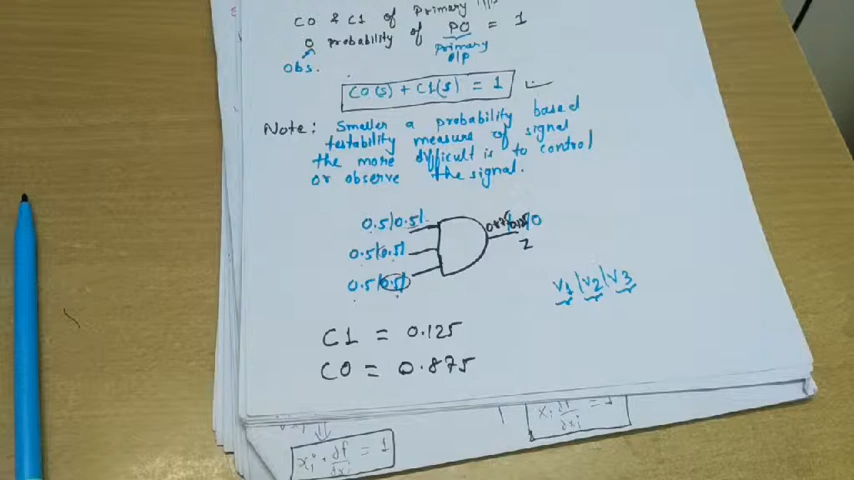 C0 & C1 of Primary
0 probability of PO = 1
Primary
O/P
Obs.
C0(s) + C1(s) = 1
Note: Smaller a probability based
testability measure of signal
the more difficult is to control
or observe the signal.
0.5/0.5/
0.5/0.5/
0.5/0.5/
Z
V1/V2/V3
C1 = 0.125
C0 = 0.875
= 1